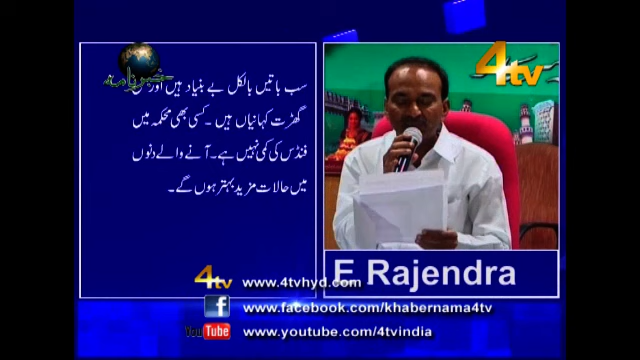 خبرنامہ
سب باتیں بالکل بے بنیاد ہیں اور من
گھڑت کہانیاں ہیں ۔ کسی بھی محکمہ میں
فنڈس کی کمی نہیں ہے ۔ آنے والے دنوں
میں حالات مزید بہتر ہوں گے ۔
4tv
E Rajendra
4tv www.4tvhyd.com
f www.facebook.com/khabernama4tv
YouTube www.youtube.com/4tvindia